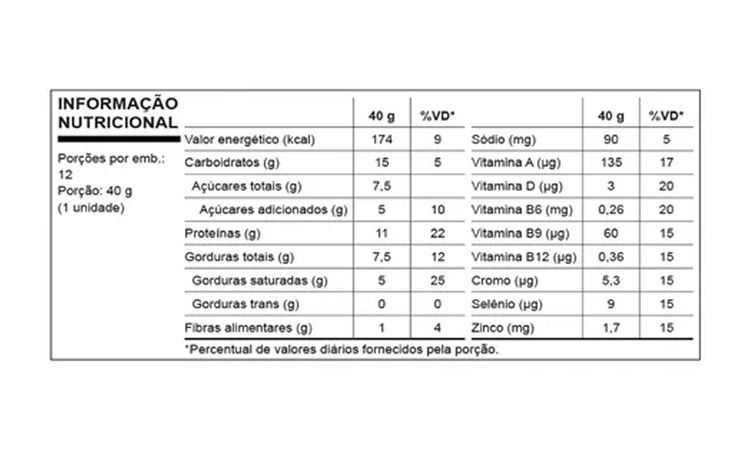 INFORMAÇÃO
NUTRICIONAL
Porções por emb.:
12
Porção: 40 g
(1 unidade)
40 g %VD*
Valor energético (kcal) 174 9
Carboidratos (g) 15 5
Açúcares totais (g) 7,5
Açúcares adicionados (g) 5 10
Proteínas (g) 11 22
Gorduras totais (g) 7,5 12
Gorduras saturadas (g) 5 25
Gorduras trans (g) 0 0
Fibras alimentares (g) 1 4
40 g %VD*
Sódio (mg) 90 5
Vitamina A (µg) 135 17
Vitamina D (µg) 3 20
Vitamina B6 (mg) 0,26 20
Vitamina B9 (µg) 60 15
Vitamina B12 (µg) 0,36 15
Cromo (µg) 5,3 15
Selênio (µg) 9 15
Zinco (mg) 1,7 15
*Percentual de valores diários fornecidos pela porção.